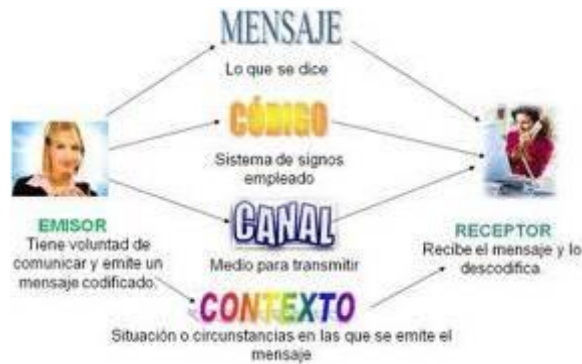 MENSAJE
Lo que se dice
CÓDIGO
Sistema de signos
empleado
EMISOR
Tiene voluntad de
comunicar y emite un
mensaje codificado.
CANAL
Medio para transmitir
RECEPTOR
Recibe el mensaje y lo
descodifica
CONTEXTO
Situación o circunstancias en las que se emite el
mensaje